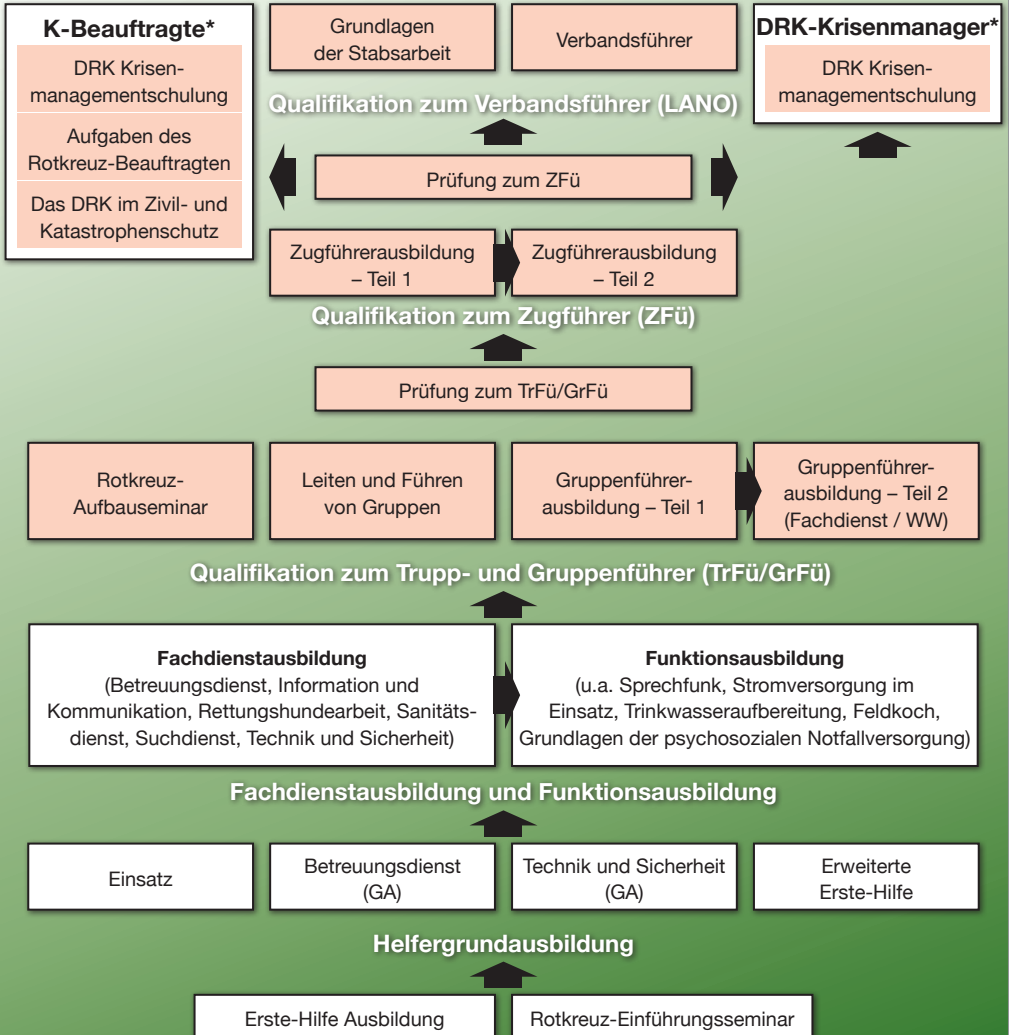 K-Beauftragte*
DRK Krisen-
managementschulung
Aufgaben des
Rotkreuz-Beauftragten
Das DRK im Zivil- und
Katastrophenschutz
Grundlagen
der Stabsarbeit
Verbandsführer
DRK-Krisenmanager*
DRK Krisen-
managementschulung
Qualifikation zum Verbandsführer (LANO)
Prüfung zum ZFü
Zugführerausbildung
– Teil 1
Zugführerausbildung
– Teil 2
Qualifikation zum Zugführer (ZFü)
Prüfung zum TrFü/GrFü
Rotkreuz-
Aufbauseminar
Leiten und Führen
von Gruppen
Gruppenführer-
ausbildung – Teil 1
Gruppenführer-
ausbildung – Teil 2
(Fachdienst / WW)
Qualifikation zum Trupp- und Gruppenführer (TrFü/GrFü)
Fachdienstausbildung
(Betreuungsdienst, Information und
Kommunikation, Rettungshundearbeit, Sanitäts-
dienst, Suchdienst, Technik und Sicherheit)
Funktionsausbildung
(u.a. Sprechfunk, Stromversorgung im
Einsatz, Trinkwasseraufbereitung, Feldkoch,
Grundlagen der psychosozialen Notfallversorgung)
Fachdienstausbildung und Funktionsausbildung
Einsatz
Betreuungsdienst
(GA)
Technik und Sicherheit
(GA)
Erweiterte
Erste-Hilfe
Helfergrundausbildung
Erste-Hilfe Ausbildung
Rotkreuz-Einführungsseminar